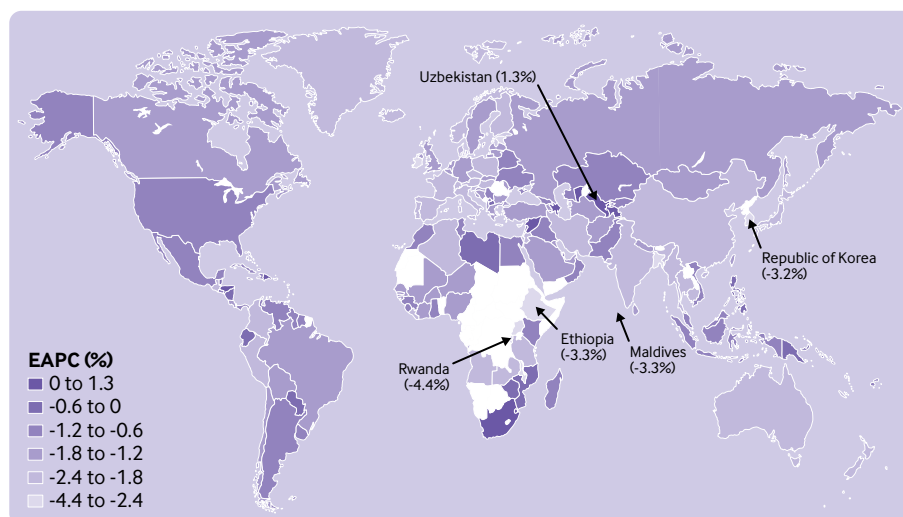 Uzbekistan (1.3%)
Republic of Korea
(-3.2%)
Ethiopia
(-3.3%)
Maldives
(-3.3%)
Rwanda
(-4.4%)
EAPC (%)
0 to 1.3
-0.6 to 0
-1.2 to -0.6
-1.8 to -1.2
-2.4 to -1.8
-4.4 to -2.4